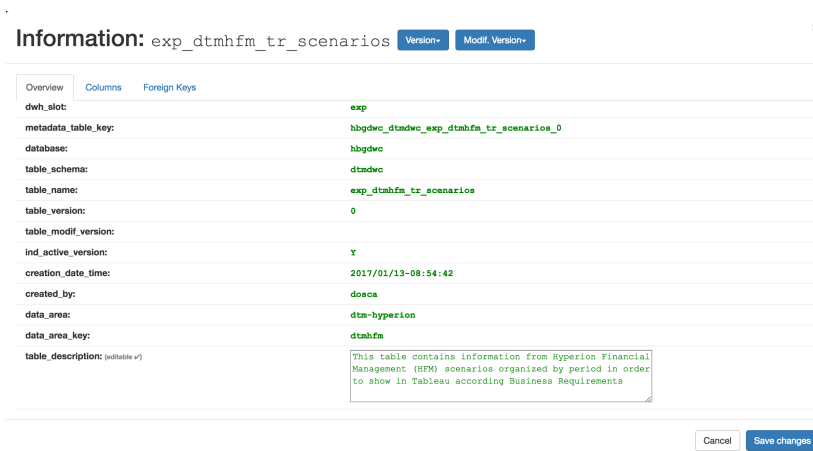 Information: exp_dtmhfm_tr_scenarios Version Modif. Version
Overview Columns Foreign Keys
dwh_slot: exp
metadata_table_key: hbgdwc_dtmdwc_exp_dtmhfm_tr_scenarios_0
database: hbgdwc
table_schema: dtmdwc
table_name: exp_dtmhfm_tr_scenarios
table_version: 0
table_modif_version:
ind_active_version: Y
creation_date_time: 2017/01/13-08:54:42
created_by: dosca
data_area: dtm-hyperion
data_area_key: dtmhfm
table_description: (editable ✔) This table contains information from Hyperion Financial
Management (HFM) scenarios organized by period in order
to show in Tableau according Business Requirements
Cancel Save changes